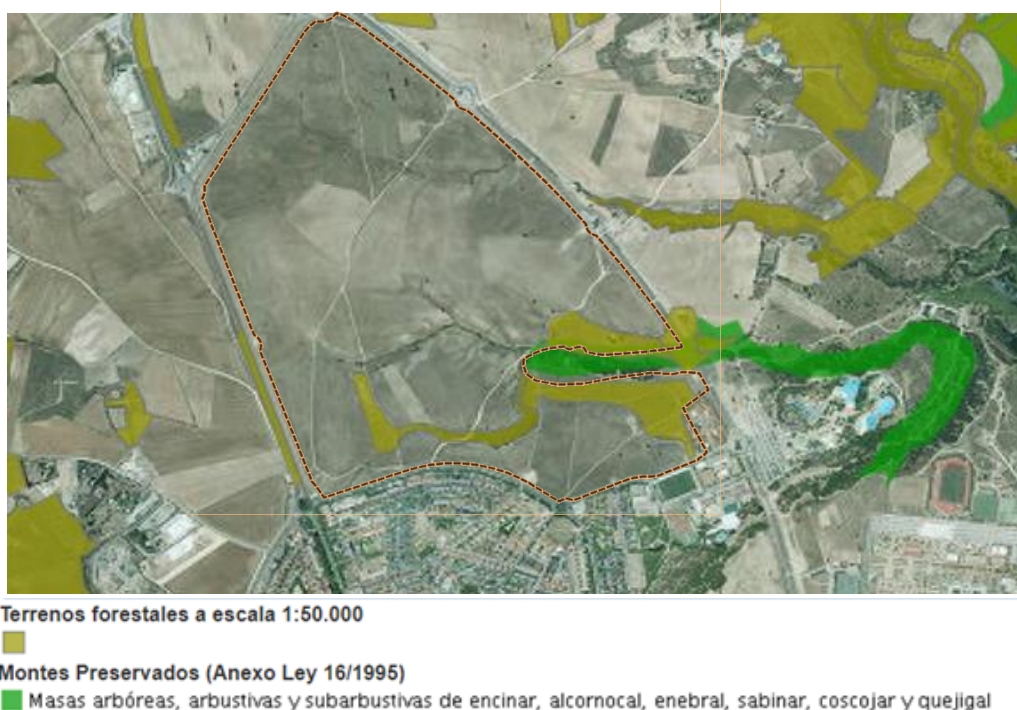 Terrenos forestales a escala 1:50.000
Montes Preservados (Anexo Ley 16/1995)
Masas arbóreas, arbustivas y subarbustivas de encinar, alcornocal, enebral, sabinar, coscojar y quejigal